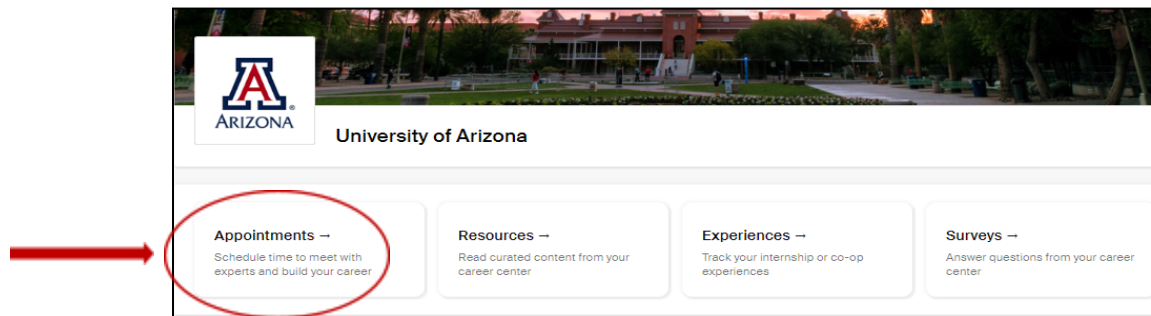 ARIZONA
University of Arizona
Appointments →
Schedule time to meet with
experts and build your career
Resources →
Read curated content from your
career center
Experiences →
Track your internship or co-op
experiences
Surveys →
Answer questions from your career
center